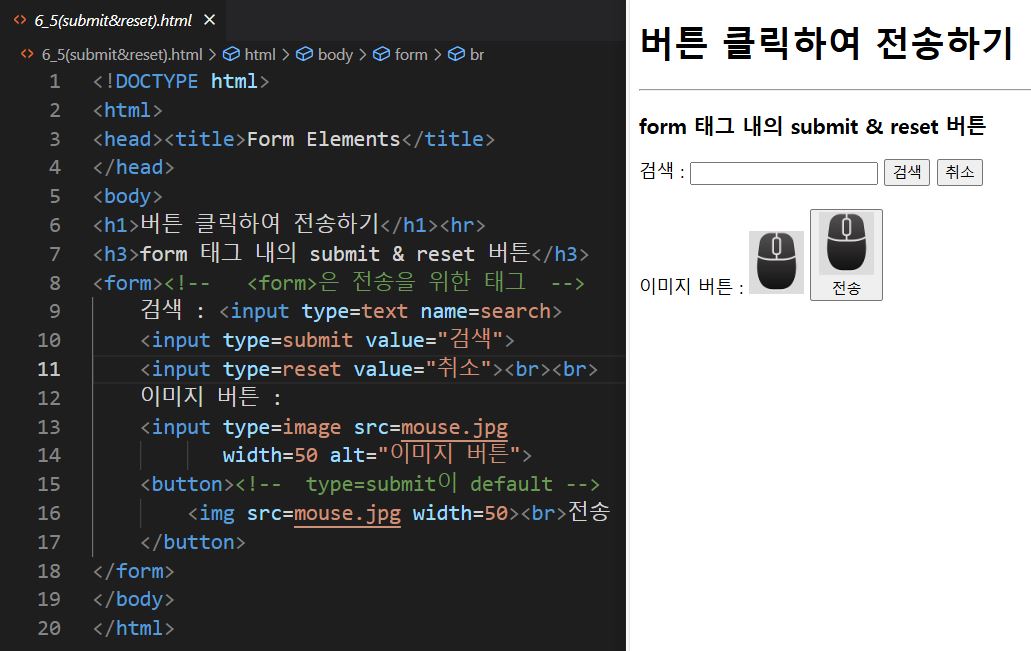 6_5(submit&reset).html
6_5(submit&reset).html > html > body > form > br
1 <!DOCTYPE html>
2 <html>
3 <head><title>Form Elements</title>
4 </head>
5 <body>
6 <h1>버튼 클릭하여 전송하기</h1><hr>
7 <h3>form 태그 내의 submit & reset 버튼</h3>
8 <form><!-- <form>은 전송을 위한 태그 -->
9 검색 : <input type=text name=search>
10 <input type=submit value="검색">
11 <input type=reset value="취소"><br><br>
12 이미지 버튼 :
13 <input type=image src=mouse.jpg
14 width=50 alt="이미지 버튼">
15 <button><!-- type=submit이 default -->
16 <img src=mouse.jpg width=50><br>전송
17 </button>
18 </form>
19 </body>
20 </html>
버튼 클릭하여 전송하기
form 태그 내의 submit & reset 버튼
검색 : 검색 취소
이미지 버튼 : 전송